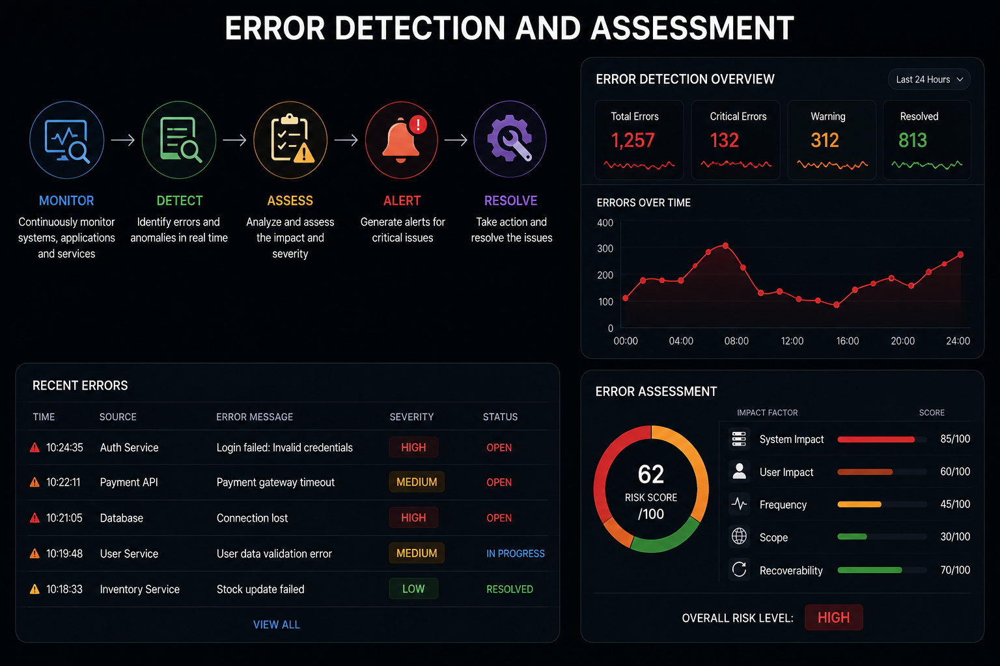 ERROR DETECTION AND ASSESSMENT
MONITOR
Continuously monitor
systems, applications
and services
DETECT
Identify errors and
anomalies in real time
ASSESS
Analyze and assess
the impact and
severity
!
ALERT
Generate alerts for
critical issues
RESOLVE
Take action and
resolve the issues
ERROR DETECTION OVERVIEW
Last 24 Hours
Total Errors
1,257
Critical Errors
132
Warning
312
Resolved
813
ERRORS OVER TIME
400
300
200
100
0
00:00 04:00 08:00 12:00 16:00 20:00 24:00
RECENT ERRORS
TIME SOURCE ERROR MESSAGE SEVERITY STATUS
10:24:35 Auth Service Login failed: Invalid credentials HIGH OPEN
10:22:11 Payment API Payment gateway timeout MEDIUM OPEN
10:21:05 Database Connection lost HIGH OPEN
10:19:48 User Service User data validation error MEDIUM IN PROGRESS
10:18:33 Inventory Service Stock update failed LOW RESOLVED
VIEW ALL
ERROR ASSESSMENT
62
RISK SCORE
/100
IMPACT FACTOR SCORE
System Impact 85/100
User Impact 60/100
Frequency 45/100
Scope 30/100
Recoverability 70/100
OVERALL RISK LEVEL: HIGH